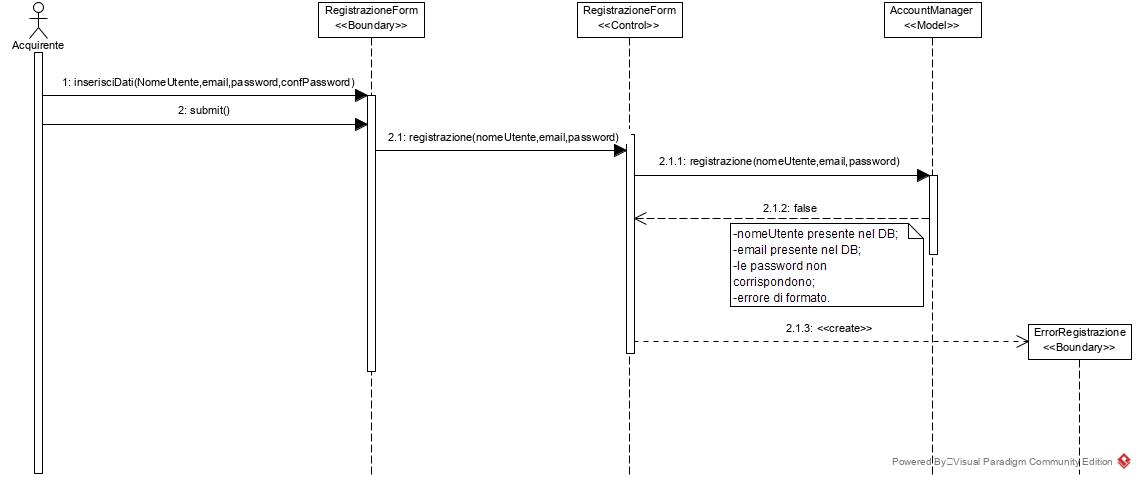 RegistrazioneForm
<<Boundary>>
RegistrazioneForm
<<Control>>
AccountManager
<<Model>>
Acquirente
1: inserisciDati(NomeUtente,email,password,confPassword)
2: submit()
2.1: registrazione(nomeUtente,email,password)
2.1.1: registrazione(nomeUtente,email,password)
2.1.2: false
-nomeUtente presente nel DB;
-email presente nel DB;
-le password non
corrispondono;
-errore di formato.
2.1.3: <<create>>
ErrorRegistrazione
<<Boundary>>
Powered By Visual Paradigm Community Edition